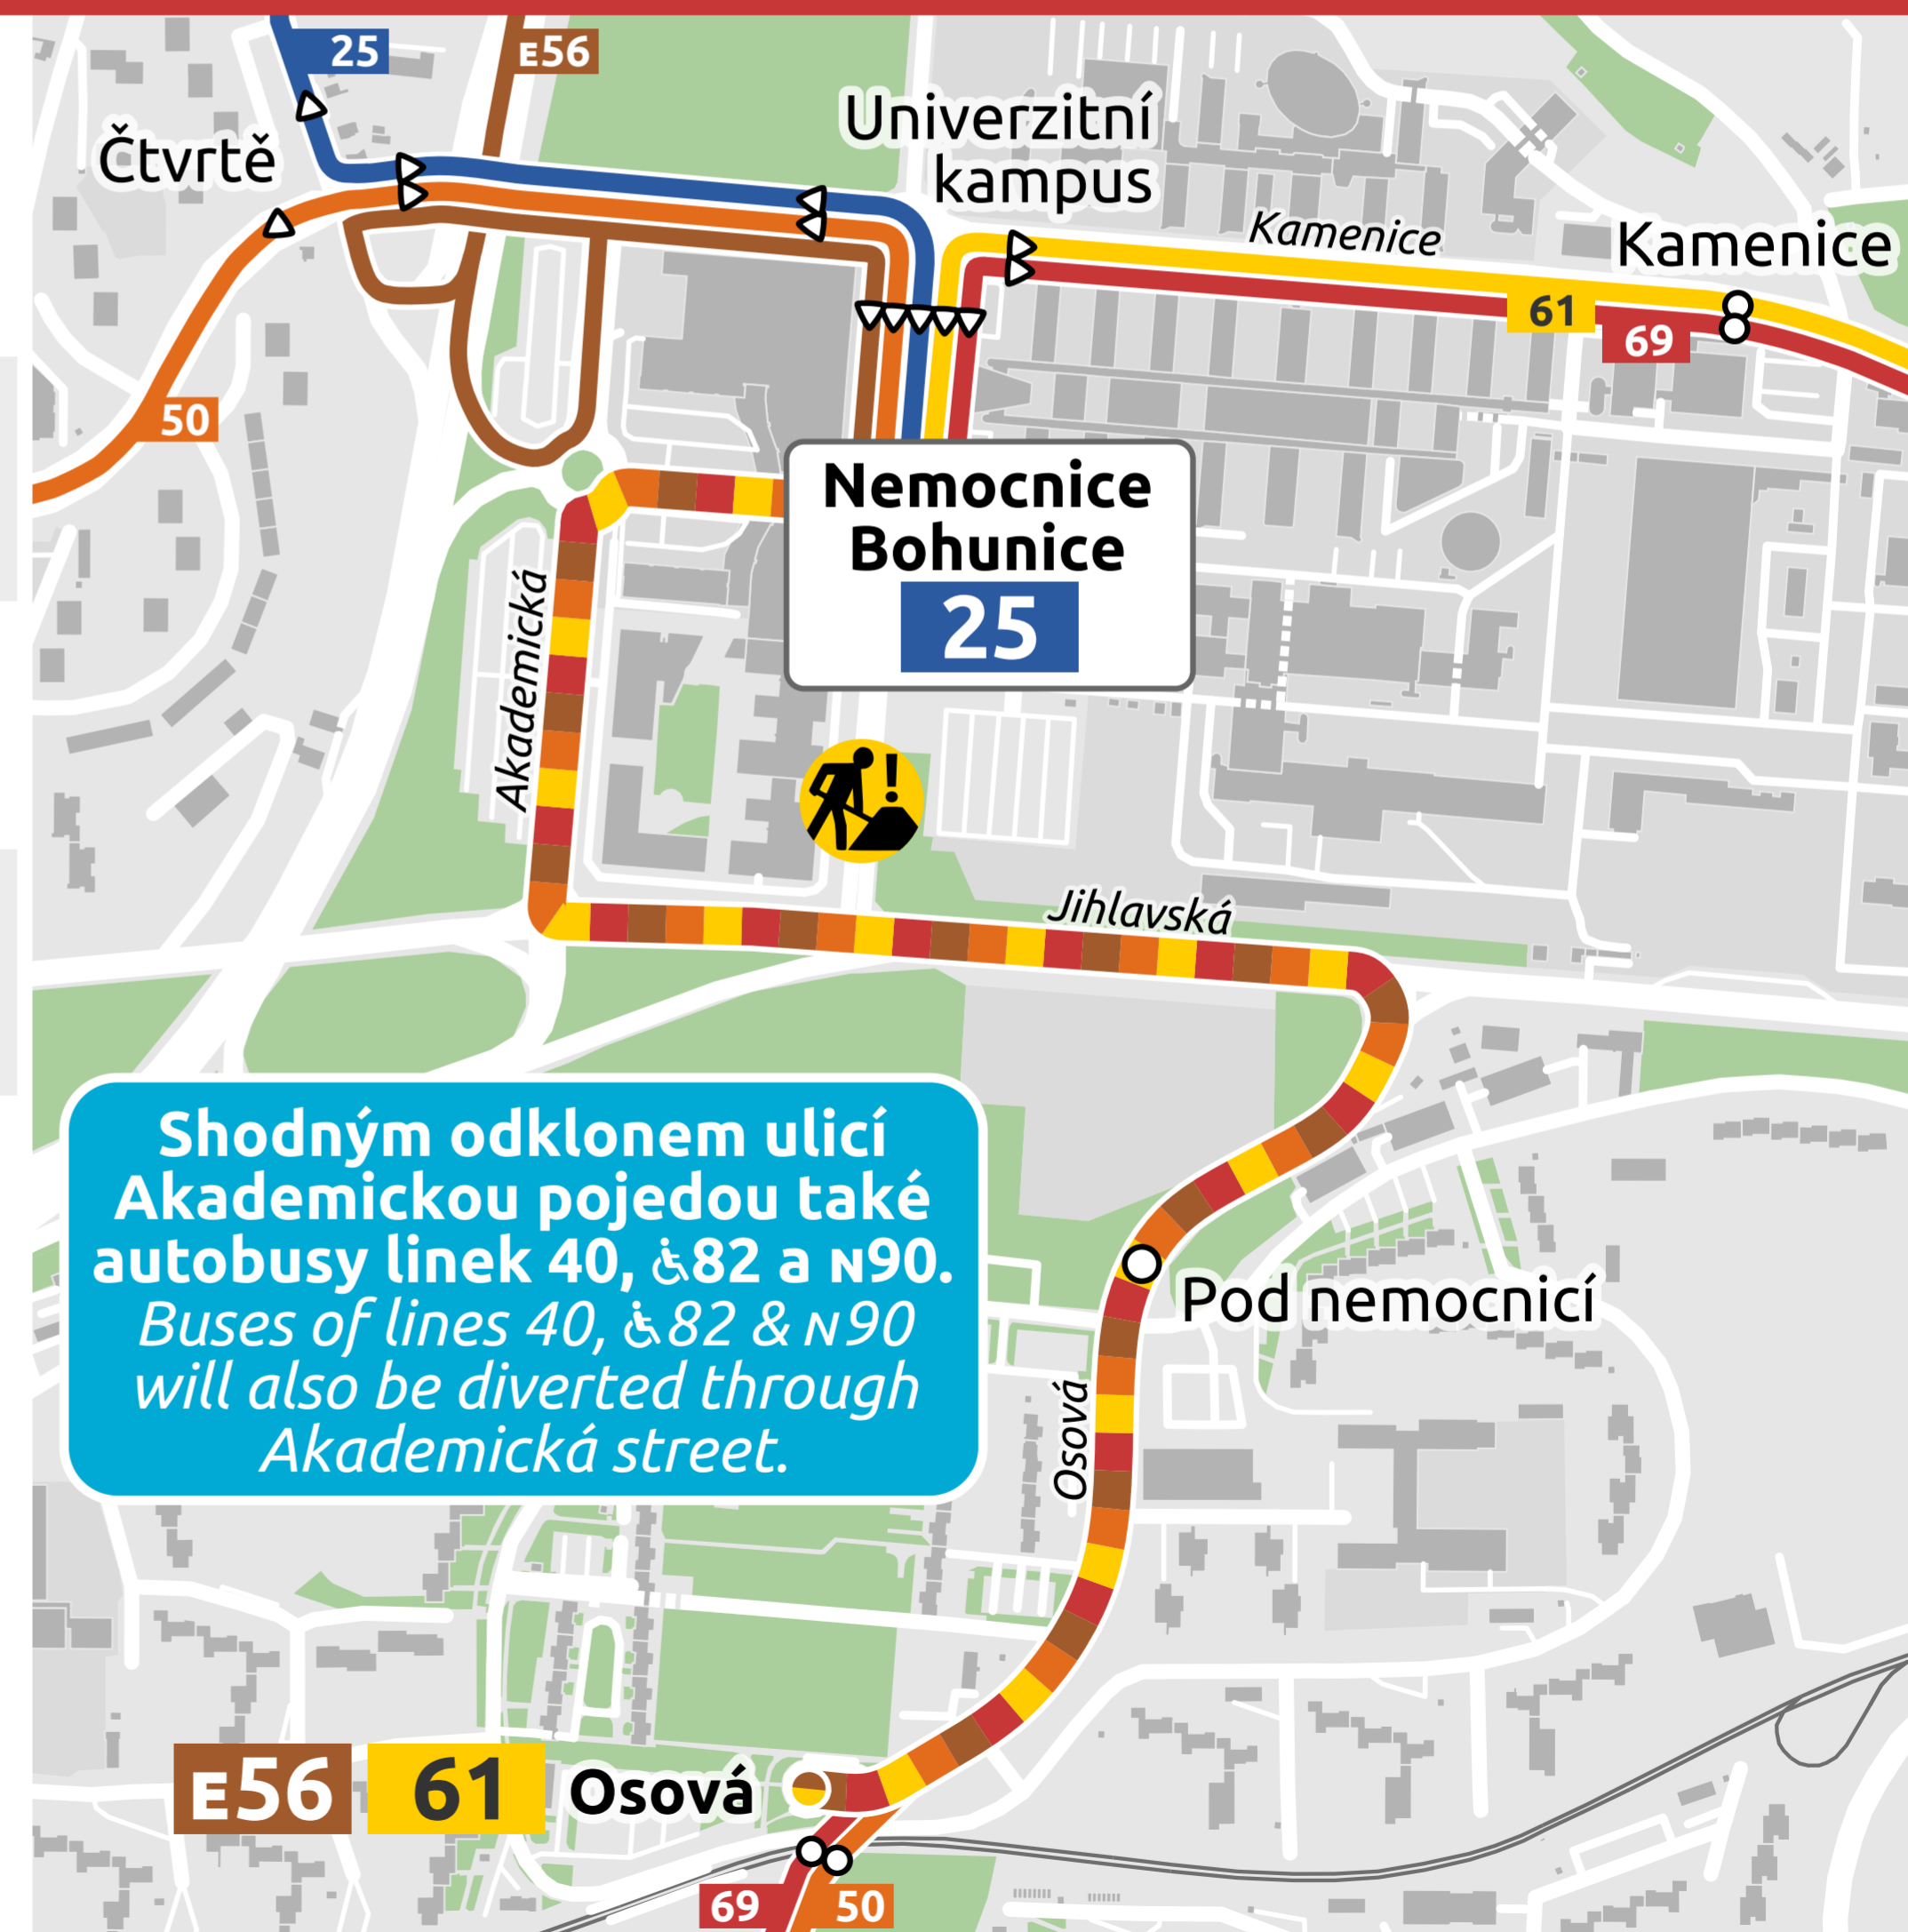 25
E56
Čtvrtě
Univerzitní
kampus
Kamenice
Kamenice
61
69
50
Nemocnice
Bohunice
25
Akademická
!
Jihlavská
Shodným odklonem ulicí
Akademickou pojedou také
autobusy linek 40, ♿82 a N90.
Buses of lines 40, ♿82 & N90
will also be diverted through
Akademická street.
Pod nemocnicí
Osová
E56 61 Osová
69 50